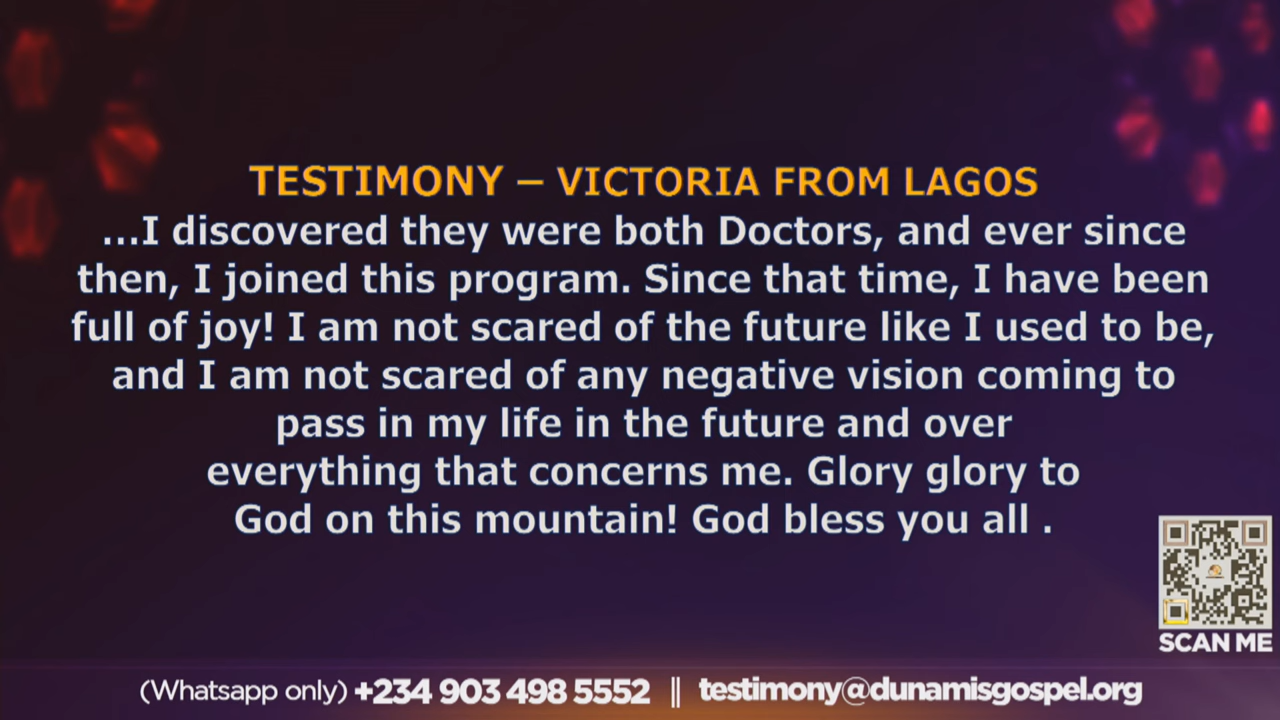 TESTIMONY – VICTORIA FROM LAGOS
...I discovered they were both Doctors, and ever since
then, I joined this program. Since that time, I have been
full of joy! I am not scared of the future like I used to be,
and I am not scared of any negative vision coming to
pass in my life in the future and over
everything that concerns me. Glory glory to
God on this mountain! God bless you all .
SCAN ME
(Whatsapp only) +234 903 498 5552 || testimony@dunamisgospel.org